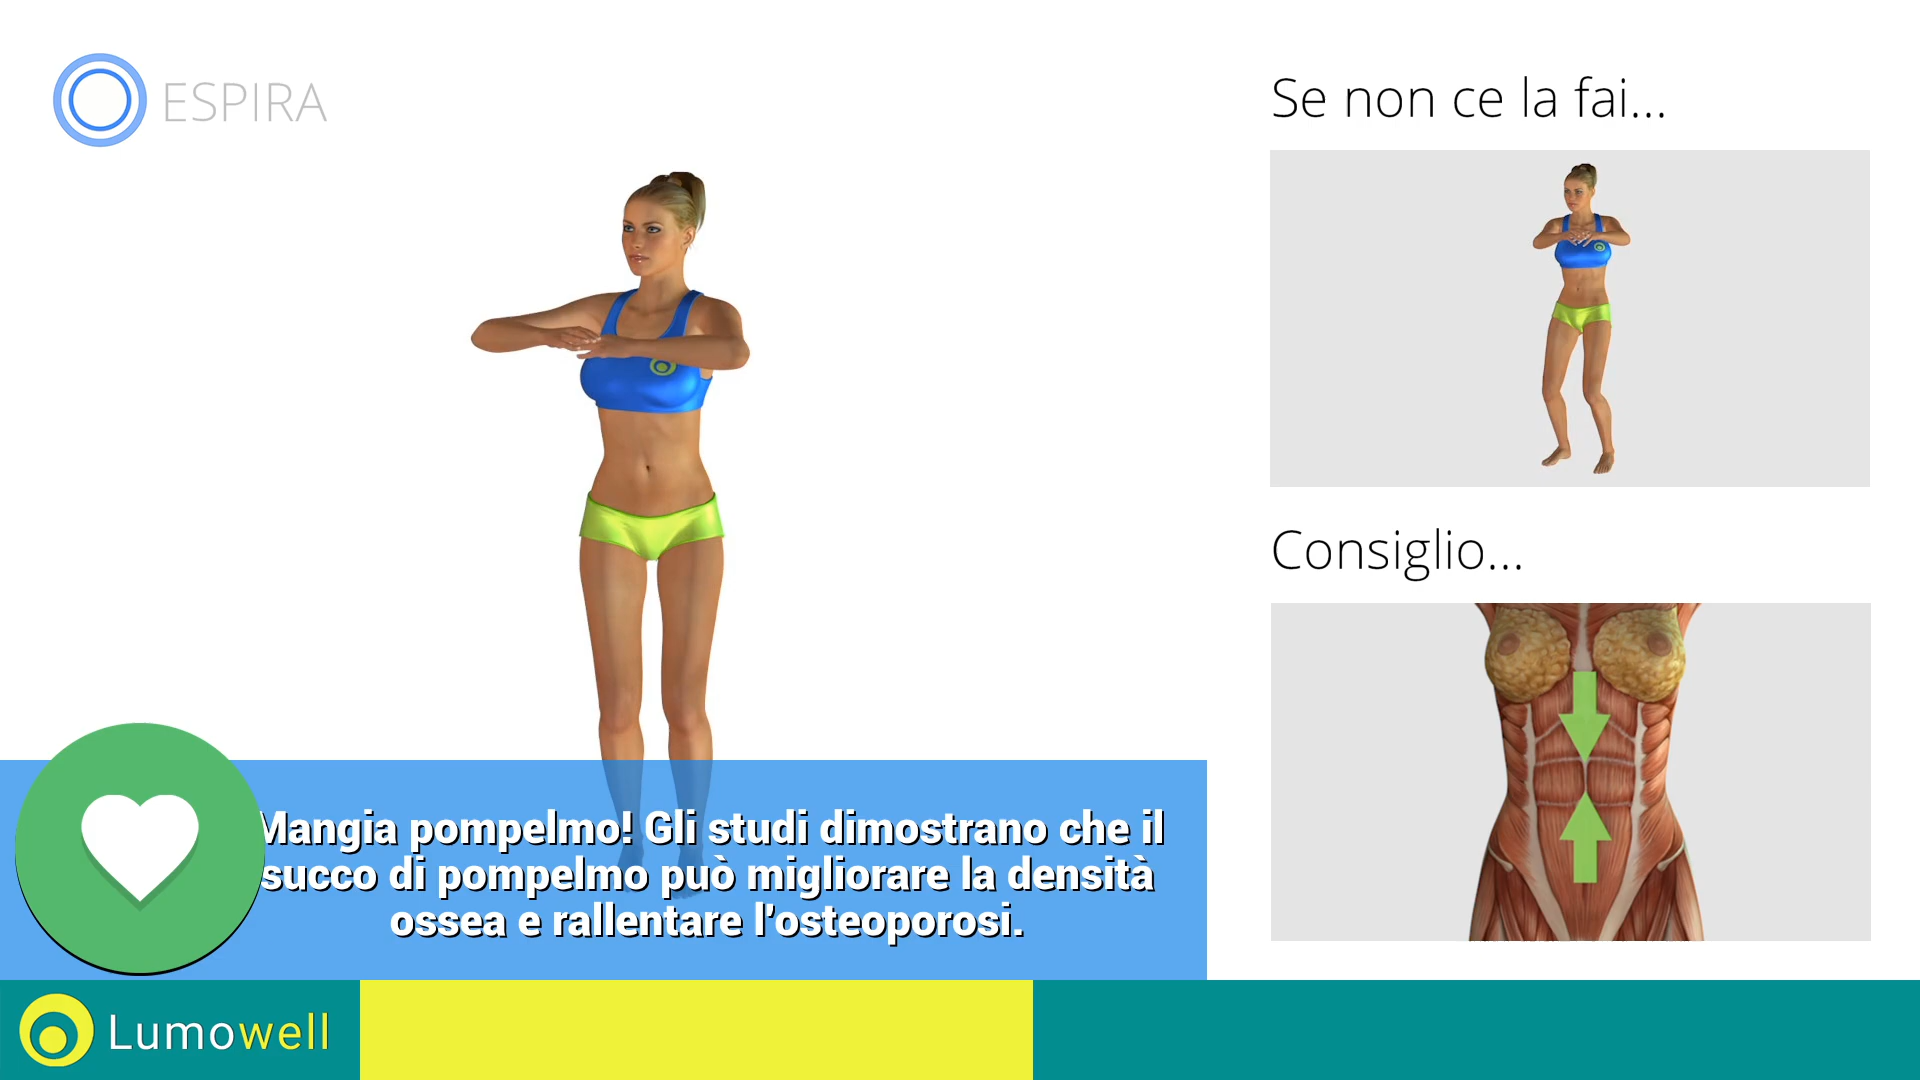 ESPIRA
Se non ce la fai...
Consiglio...
Mangia pompelmo! Gli studi dimostrano che il
succo di pompelmo può migliorare la densità
ossea e rallentare l'osteoporosi.
Lumowell